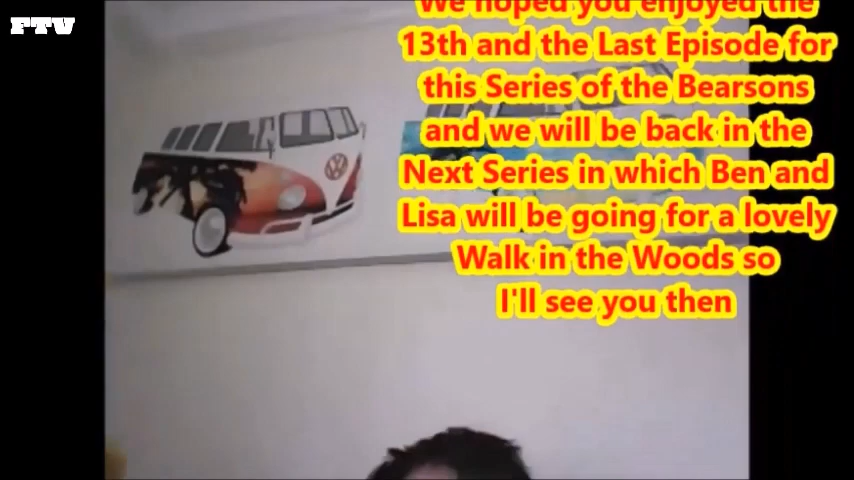 FTV
We hoped you enjoyed the
13th and the Last Episode for
this Series of the Bearsons
and we will be back in the
Next Series in which Ben and
Lisa will be going for a lovely
Walk in the Woods so
I'll see you then